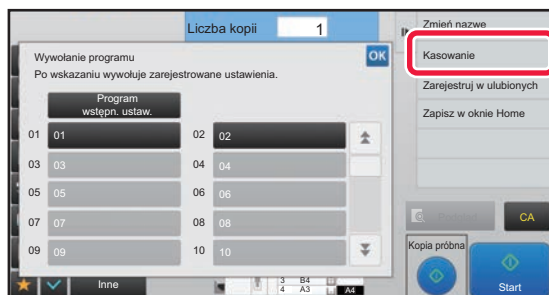 Liczba kopii 1
Zmień nazwę
Kasowanie
Zarejestruj w ulubionych
Zapisz w oknie Home
Wywołanie programu
OK
Po wskazaniu wywołuje zarejestrowane ustawienia.
Program
wstępn. ustaw.
01 01
02 02
03 03
04 04
05 05
06 06
07 07
08 08
09 09
10 10
CA
Kopia próbna
Start
Inne
3 B4
4 A3
A4